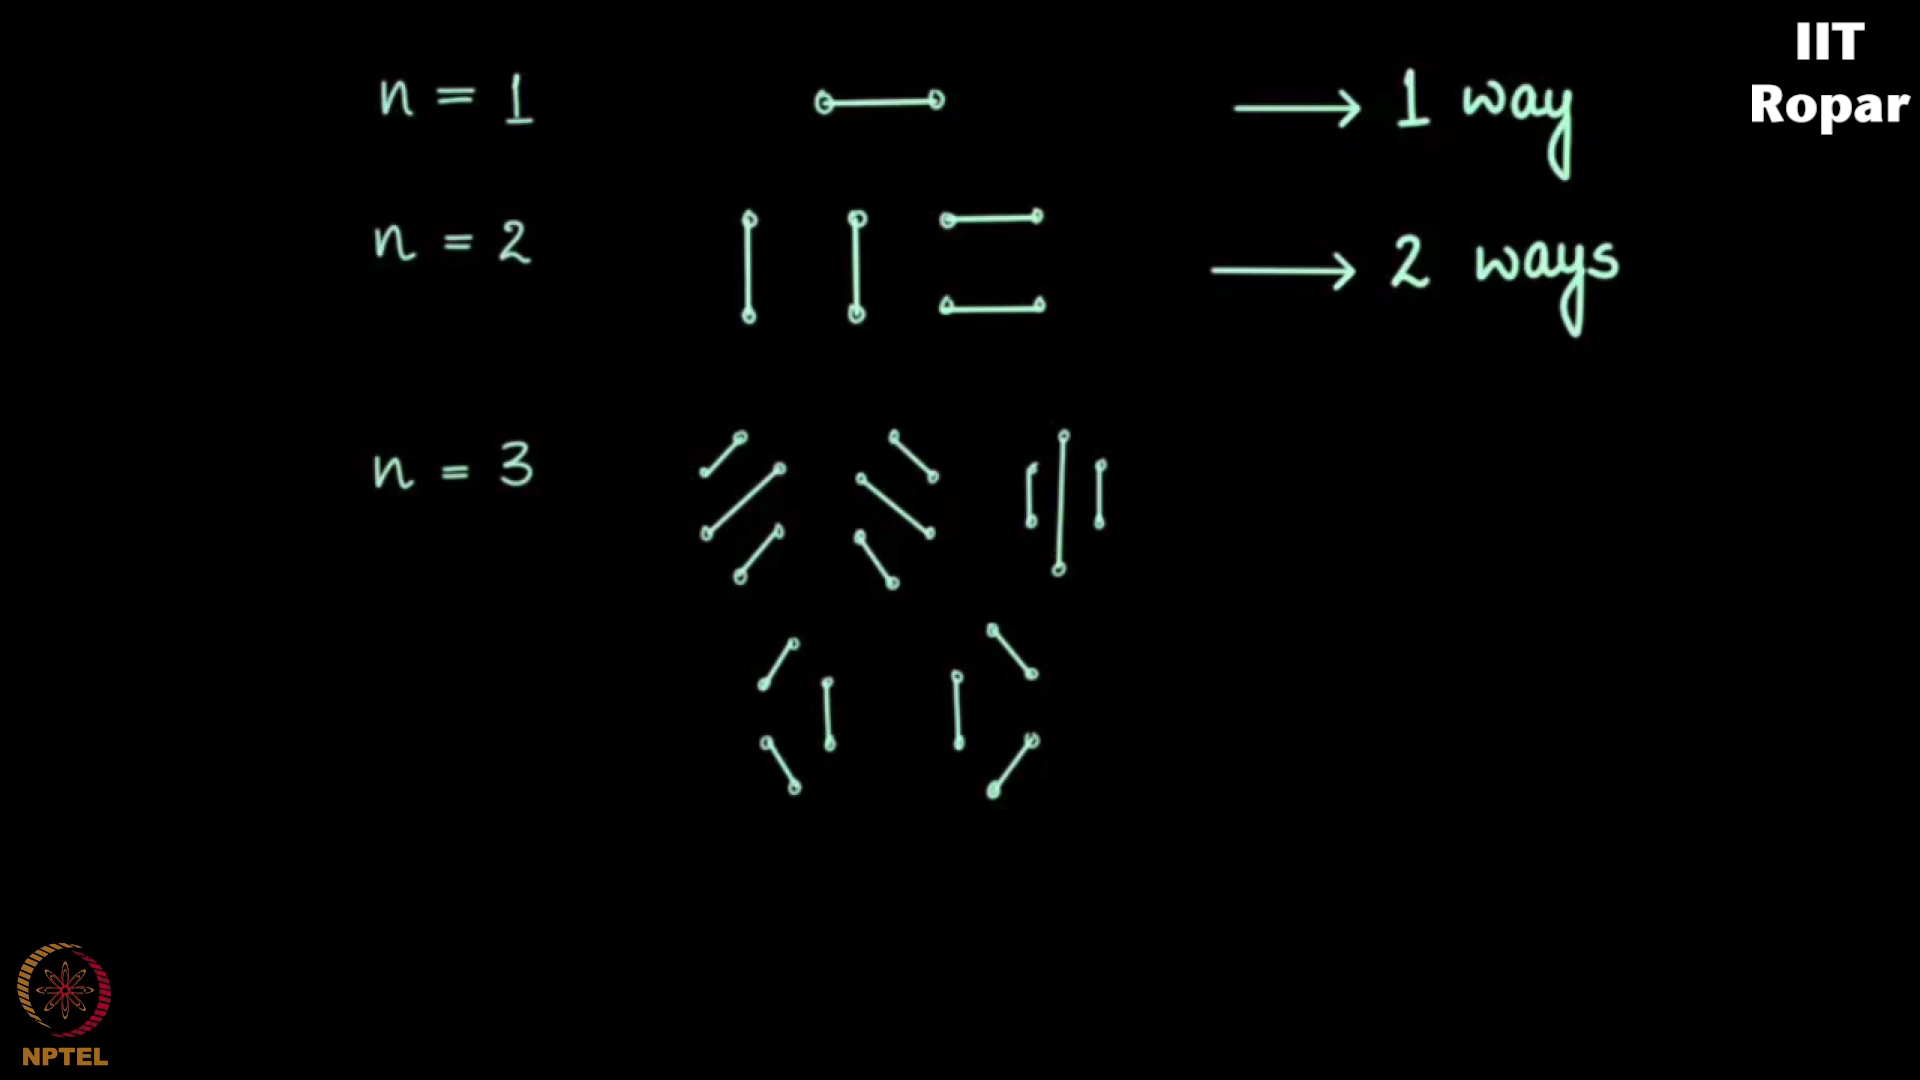 IIT
Ropar
n = 1 → 1 way
n = 2 → 2 ways
n = 3
NPTEL